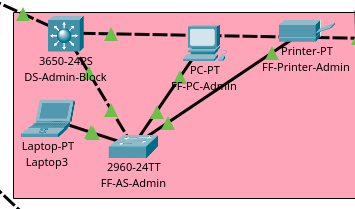 3650-24PS
DS-Admin-Block
PC-PT
FF-PC-Admin
Printer-PT
FF-Printer-Admin
Laptop-PT
Laptop3
2960-24TT
FF-AS-Admin